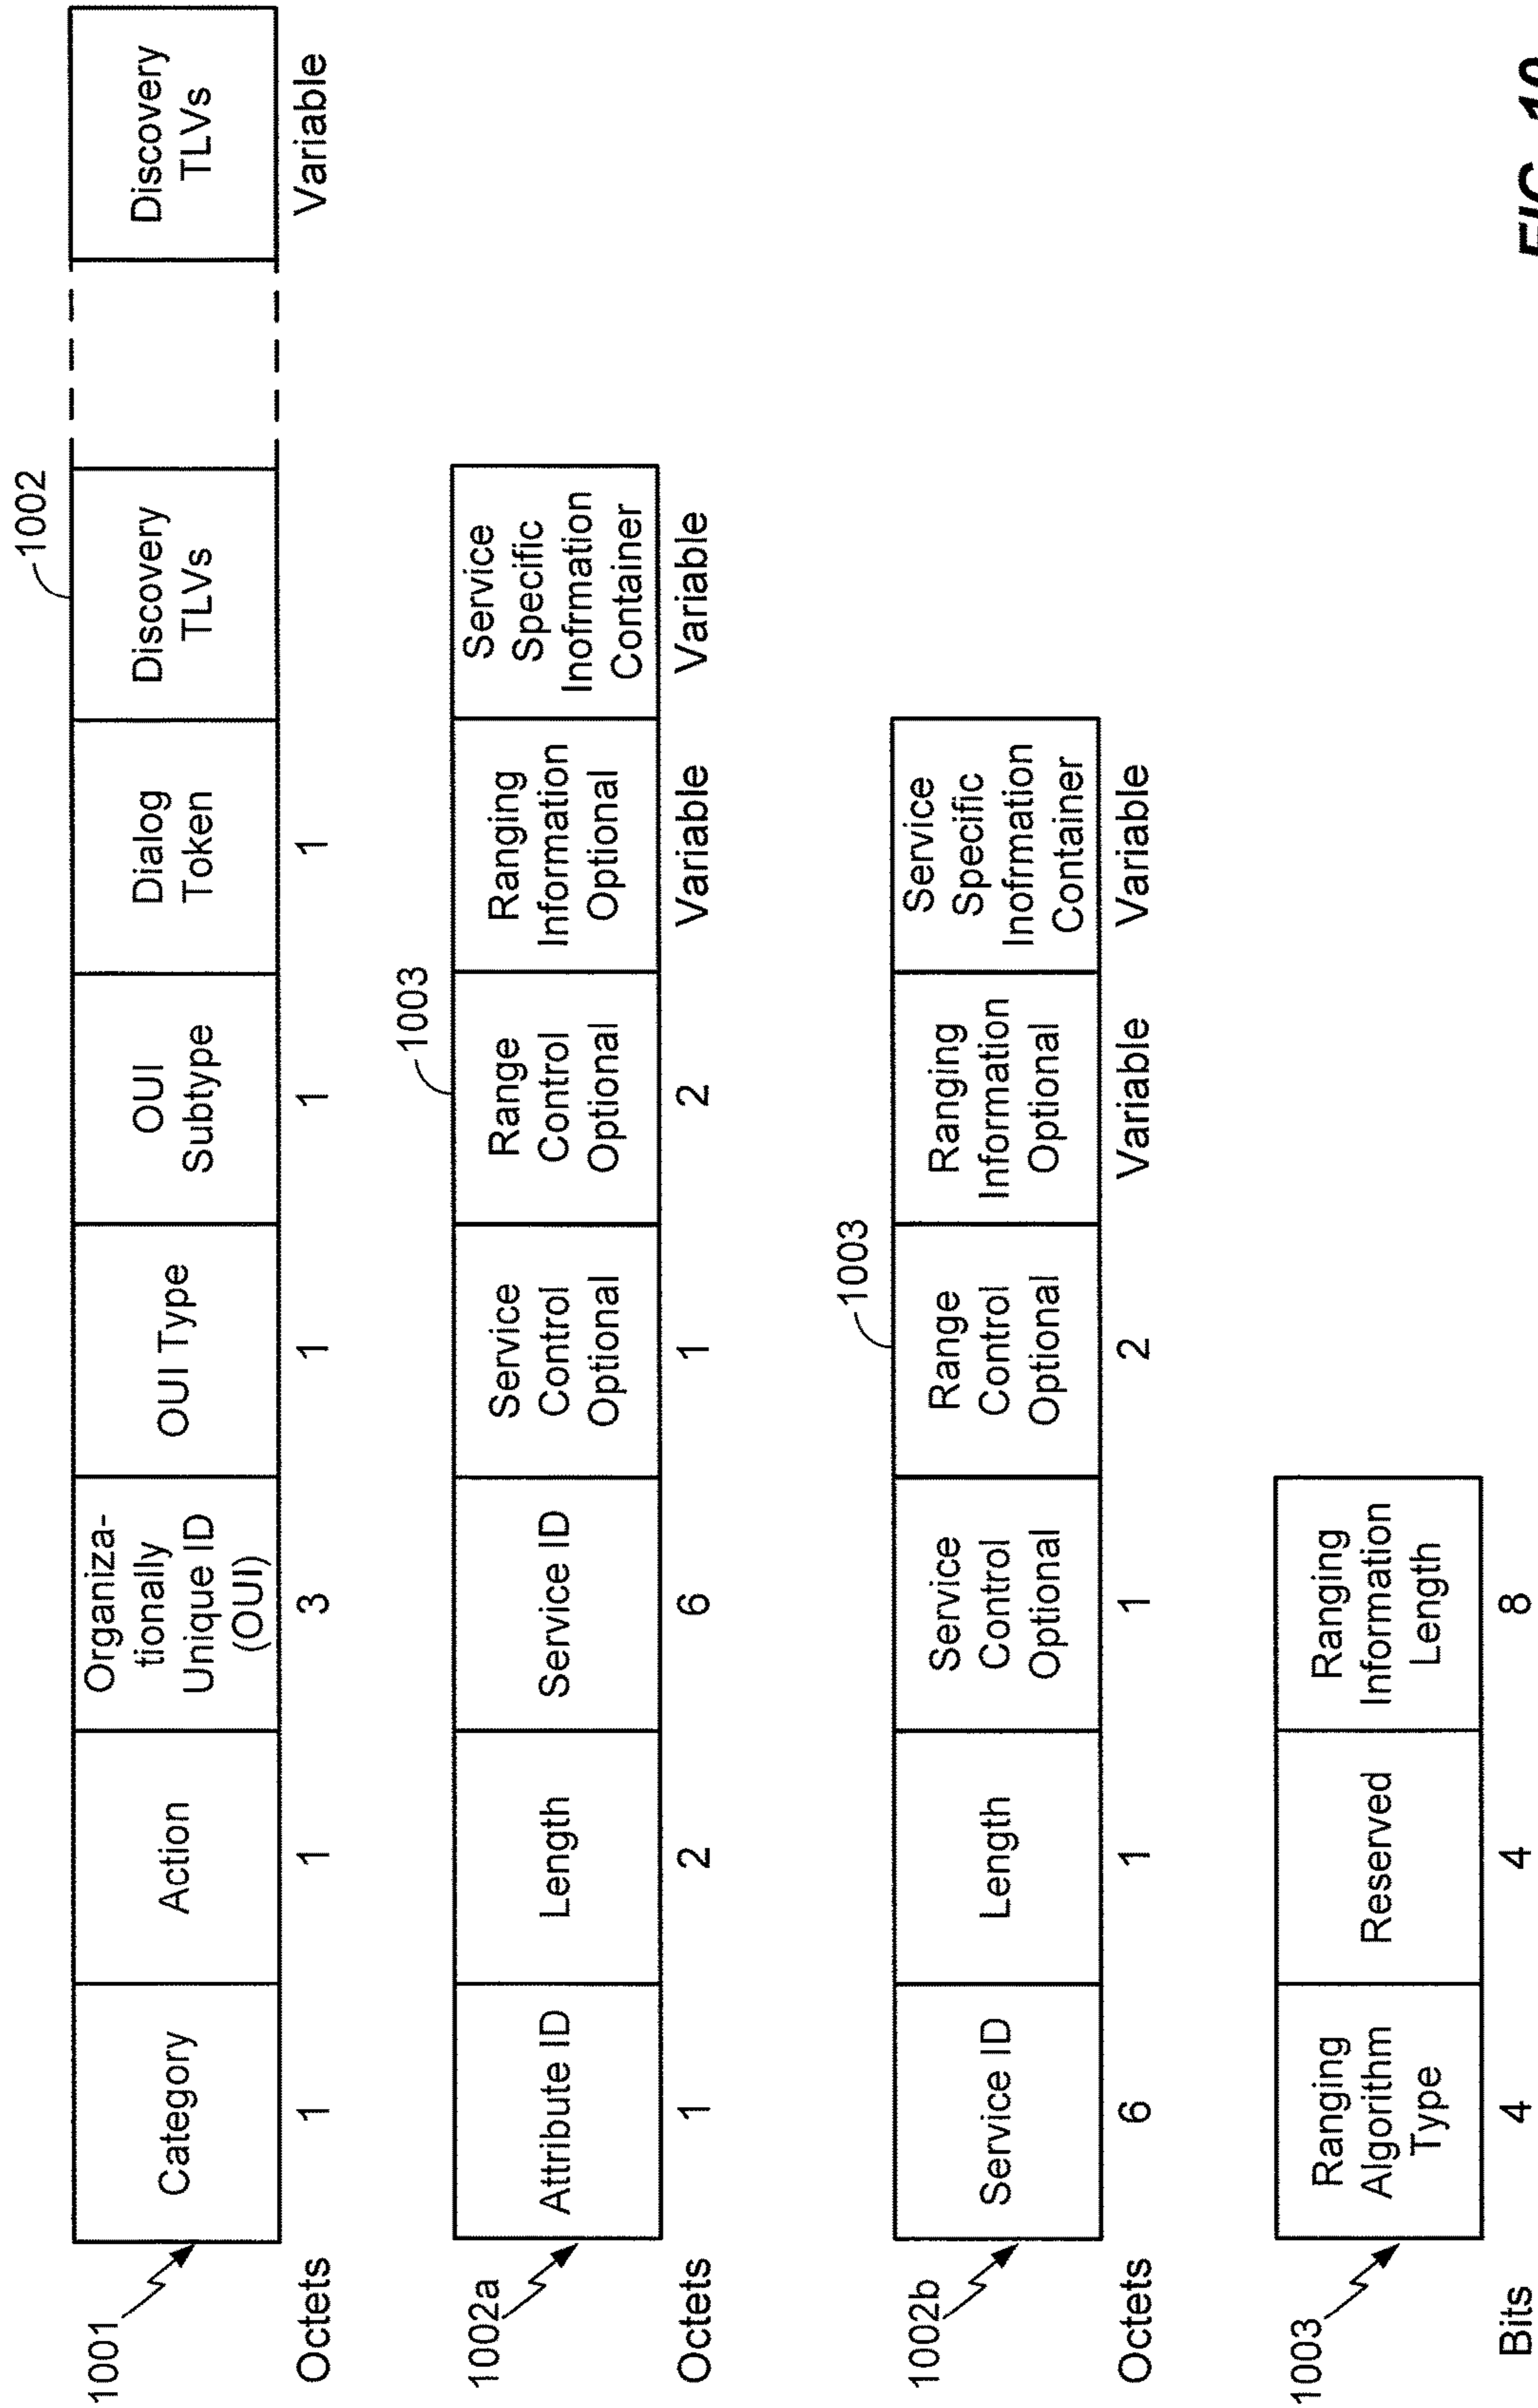 1002
Category
Action
Organiza-
tionally
Unique ID
(OUI)
OUI Type
OUI
Subtype
Dialog
Token
Discovery
TLVs
Discovery
TLVs
1001
Octets 1 1 3 1 1 1 Variable
1003
Attribute ID
Length
Service ID
Service
Control
Optional
Range
Control
Optional
Ranging
Information
Optional
Service
Specific
Inofrmation
Container
1002a
Octets 1 2 6 1 2 Variable Variable
1003
Service ID
Length
Service
Control
Optional
Range
Control
Optional
Ranging
Information
Optional
Service
Specific
Inofrmation
Container
1002b
Octets 6 1 1 2 Variable Variable
Ranging
Algorithm
Type
Reserved
Ranging
Information
Length
1003
Bits 4 4 8
FIG. 10